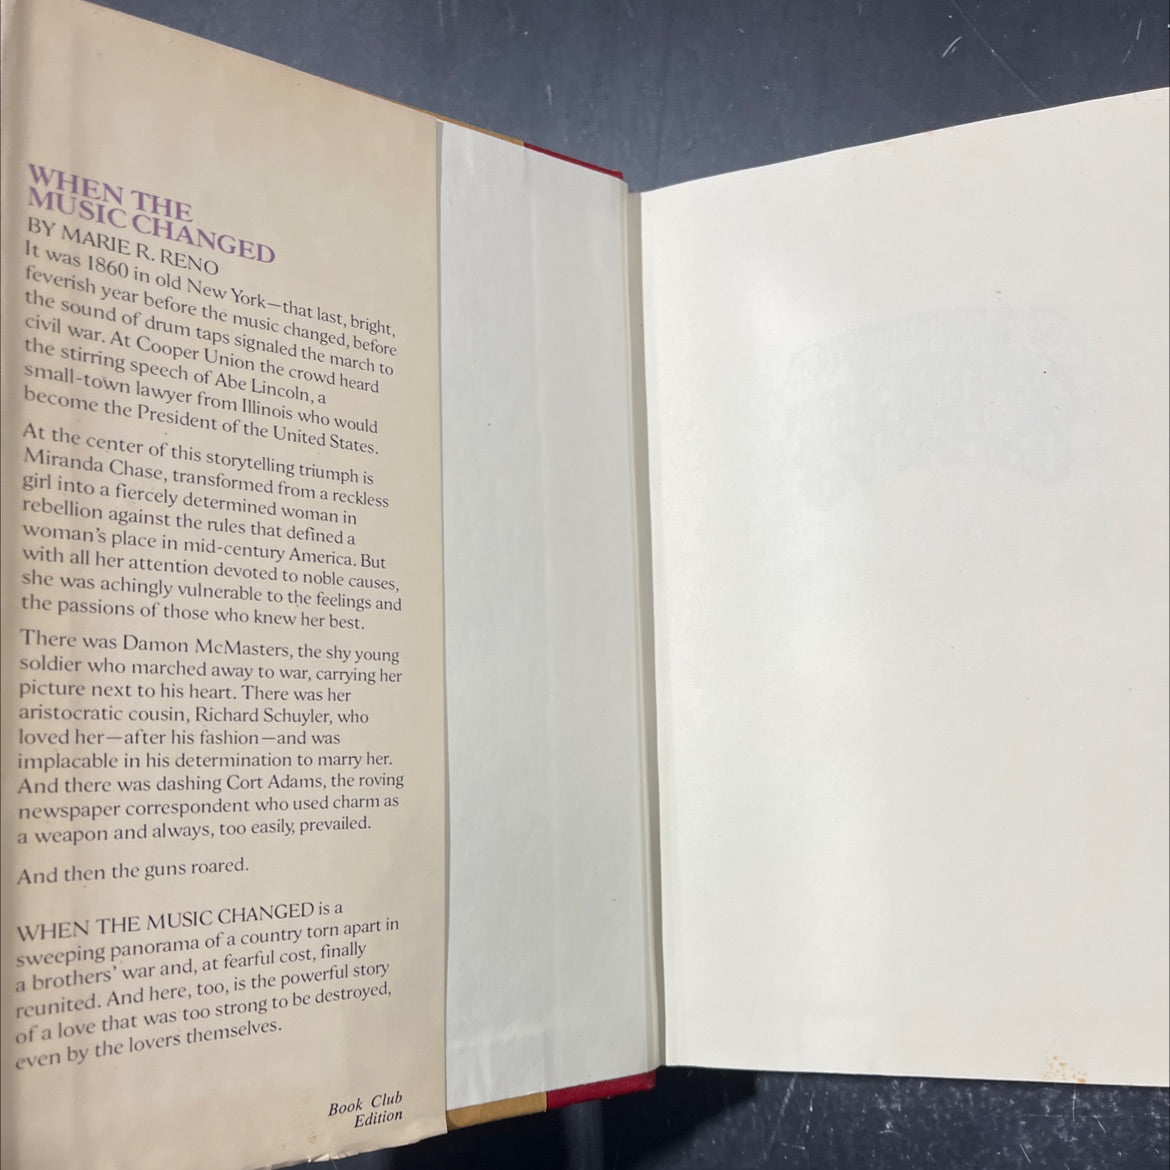 WHEN THE
MUSIC CHANGED
BY MARIE R. RENO
It was 1860 in old New York—that last, bright,
feverish year before the music changed, before
the sound of drum taps signaled the march to
civil war. At Cooper Union the crowd heard
the stirring speech of Abe Lincoln, a
small-town lawyer from Illinois who would
become the President of the United States.
At the center of this storytelling triumph is
Miranda Chase, transformed from a reckless
girl into a fiercely determined woman in
rebellion against the rules that defined a
woman's place in mid-century America. But
with all her attention devoted to noble causes,
she was achingly vulnerable to the feelings and
the passions of those who knew her best.
There was Damon McMasters, the shy young
soldier who marched away to war, carrying her
picture next to his heart. There was her
aristocratic cousin, Richard Schuyler, who
loved her—after his fashion—and was
implacable in his determination to marry her.
And there was dashing Cort Adams, the roving
newspaper correspondent who used charm as
a weapon and always, too easily, prevailed.
And then the guns roared.
WHEN THE MUSIC CHANGED is a
sweeping panorama of a country torn apart in
a brothers' war and, at fearful cost, finally
reunited. And here, too, is the powerful story
of a love that was too strong to be destroyed,
even by the lovers themselves.
Book Club
Edition